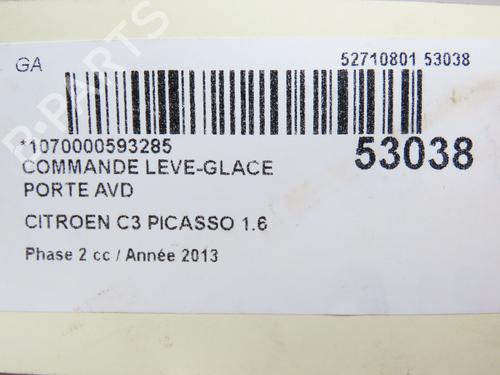 GA
52710801 53038
*1070000593285
53038
COMMANDE LEVE-GLACE
PORTE AVD
CITROEN C3 PICASSO 1.6
Phase 2 cc / Année 2013
B-PARTS